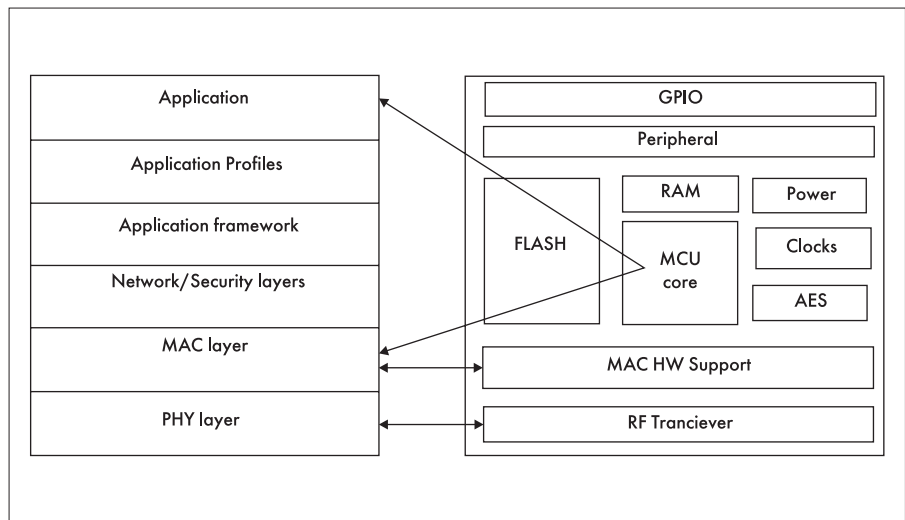 Application
Application Profiles
Application framework
Network/Security layers
MAC layer
PHY layer
GPIO
Peripheral
FLASH
RAM
MCU
core
Power
Clocks
AES
MAC HW Support
RF Tranciever